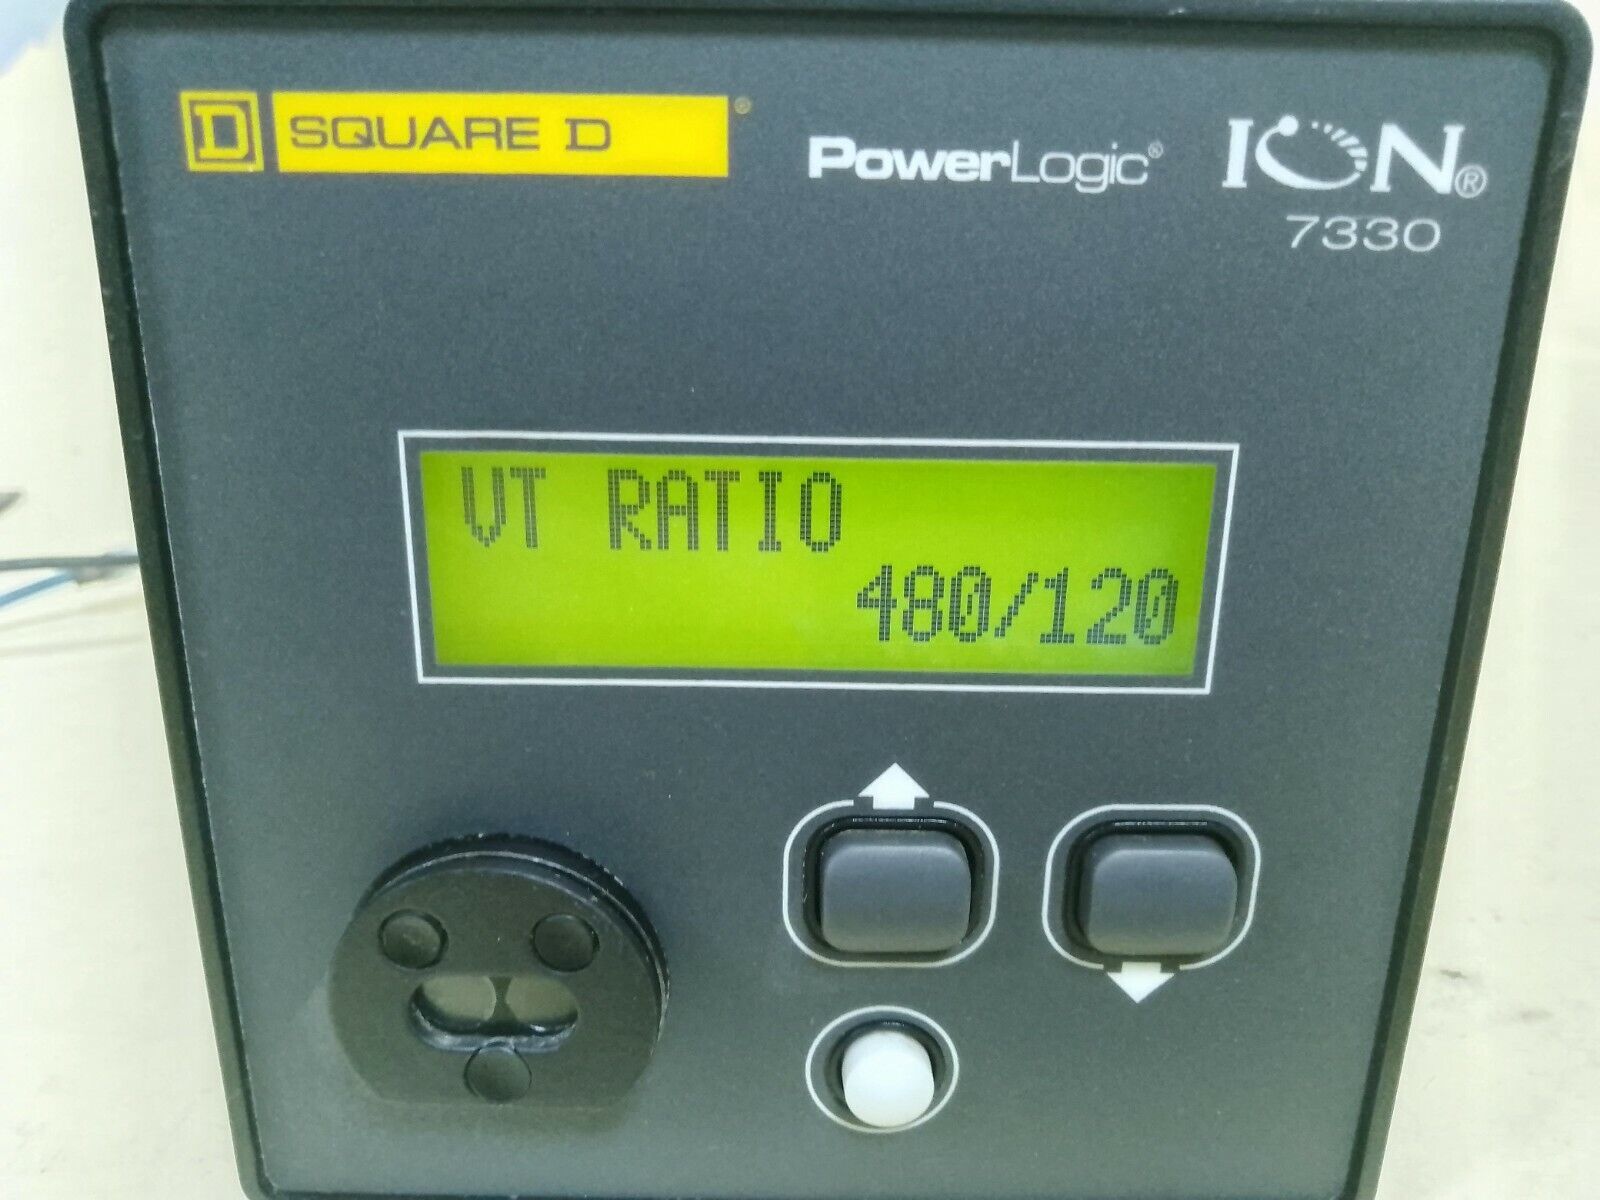 D SQUARE D ®
PowerLogic®
ION®
7330
VT RATIO
480/120